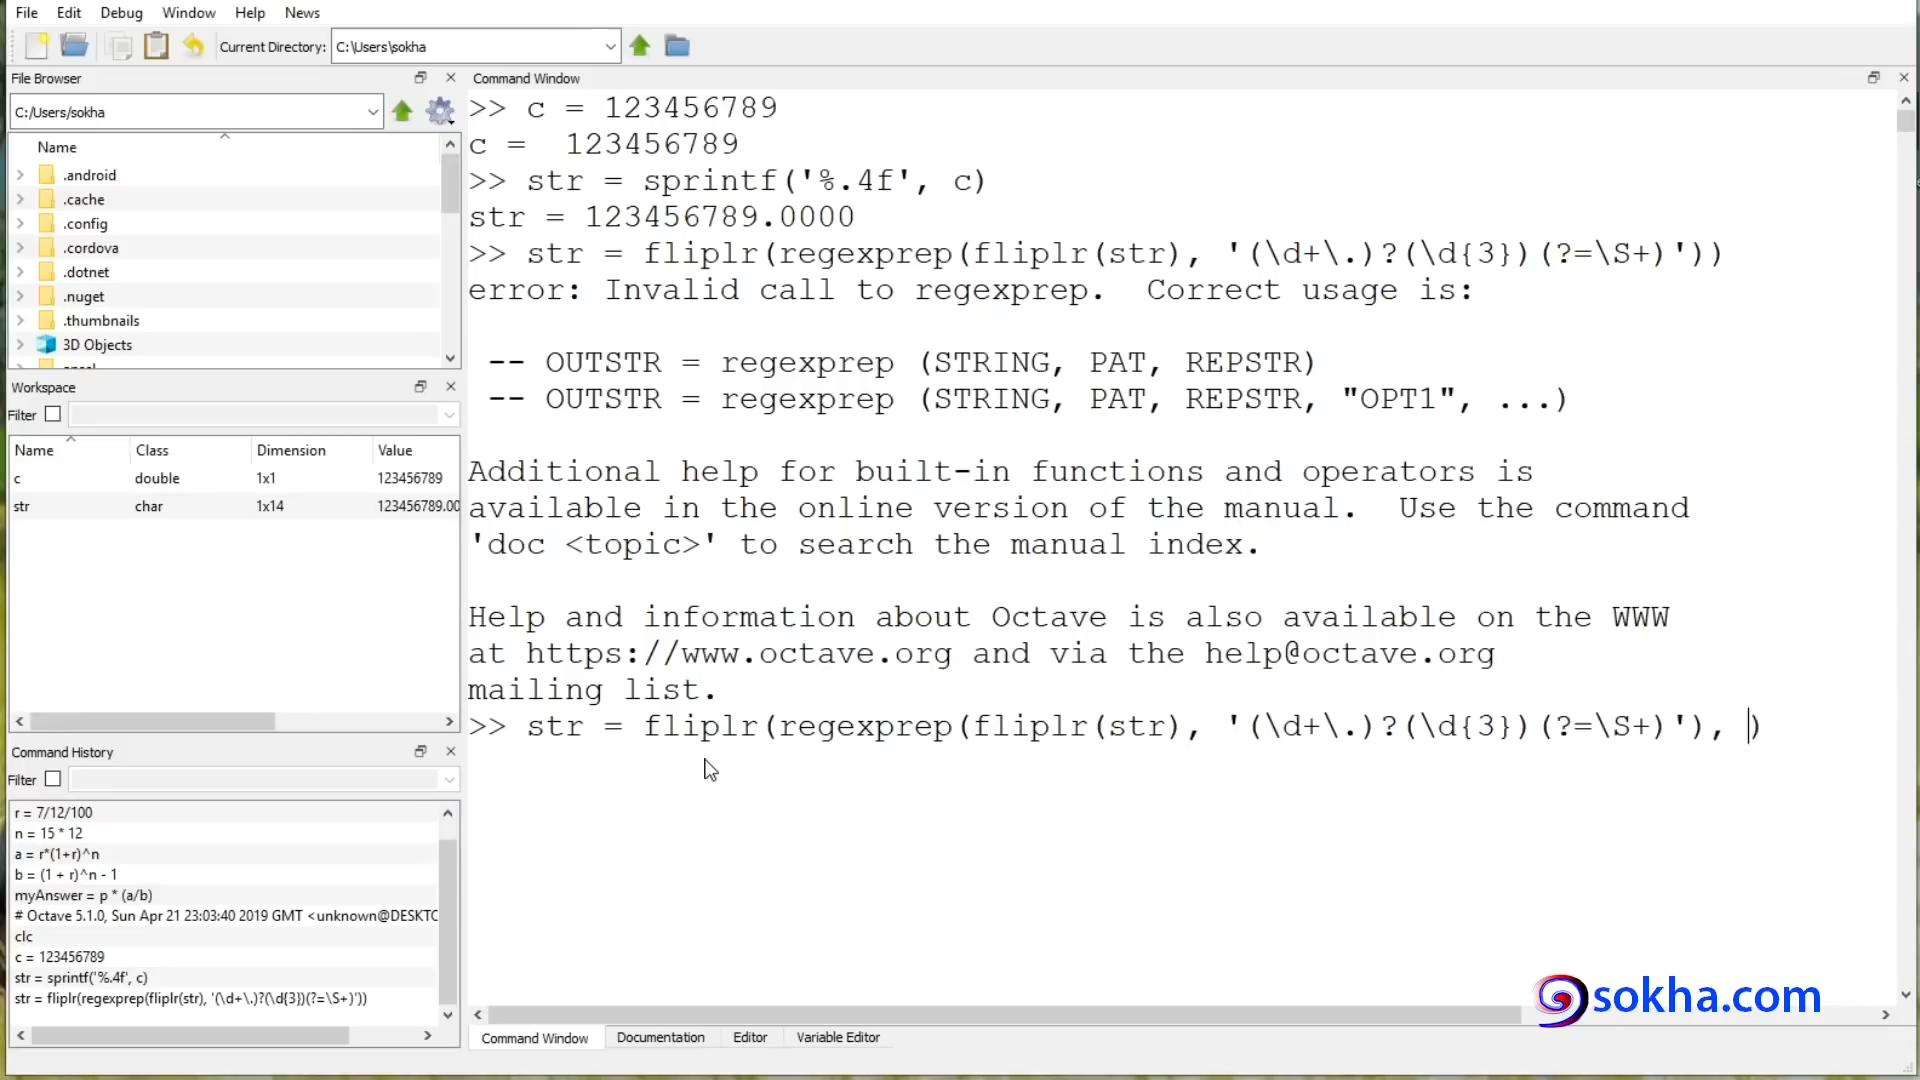 File Edit Debug Window Help News
Current Directory: C:\Users\sokha
File Browser
C:/Users/sokha
Name
.android
.cache
.config
.cordova
.dotnet
.nuget
.thumbnails
3D Objects
Workspace
Filter
Name Class Dimension Value
c double 1x1 123456789
str char 1x14 123456789.00
Command History
Filter
r = 7/12/100
n = 15 * 12
a = r*(1+r)^n
b = (1 + r)^n - 1
myAnswer = p * (a/b)
# Octave 5.1.0, Sun Apr 21 23:03:40 2019 GMT <unknown@DESKTC
clc
c = 123456789
str = sprintf('%.4f', c)
str = fliplr(regexprep(fliplr(str), '(\d+\.)?(\d{3})(?=\S+)'))
Command Window
>> c = 123456789
c =  123456789
>> str = sprintf('%.4f', c)
str = 123456789.0000
>> str = fliplr(regexprep(fliplr(str), '(\d+\.)?(\d{3})(?=\S+)'))
error: Invalid call to regexprep.  Correct usage is:
-- OUTSTR = regexprep (STRING, PAT, REPSTR)
-- OUTSTR = regexprep (STRING, PAT, REPSTR, "OPT1", ...)
Additional help for built-in functions and operators is
available in the online version of the manual.  Use the command
'doc <topic>' to search the manual index.
Help and information about Octave is also available on the WWW
at https://www.octave.org and via the help@octave.org
mailing list.
>> str = fliplr(regexprep(fliplr(str), '(\d+\.)?(\d{3})(?=\S+)'), )
sokha.com
Command Window Documentation Editor Variable Editor